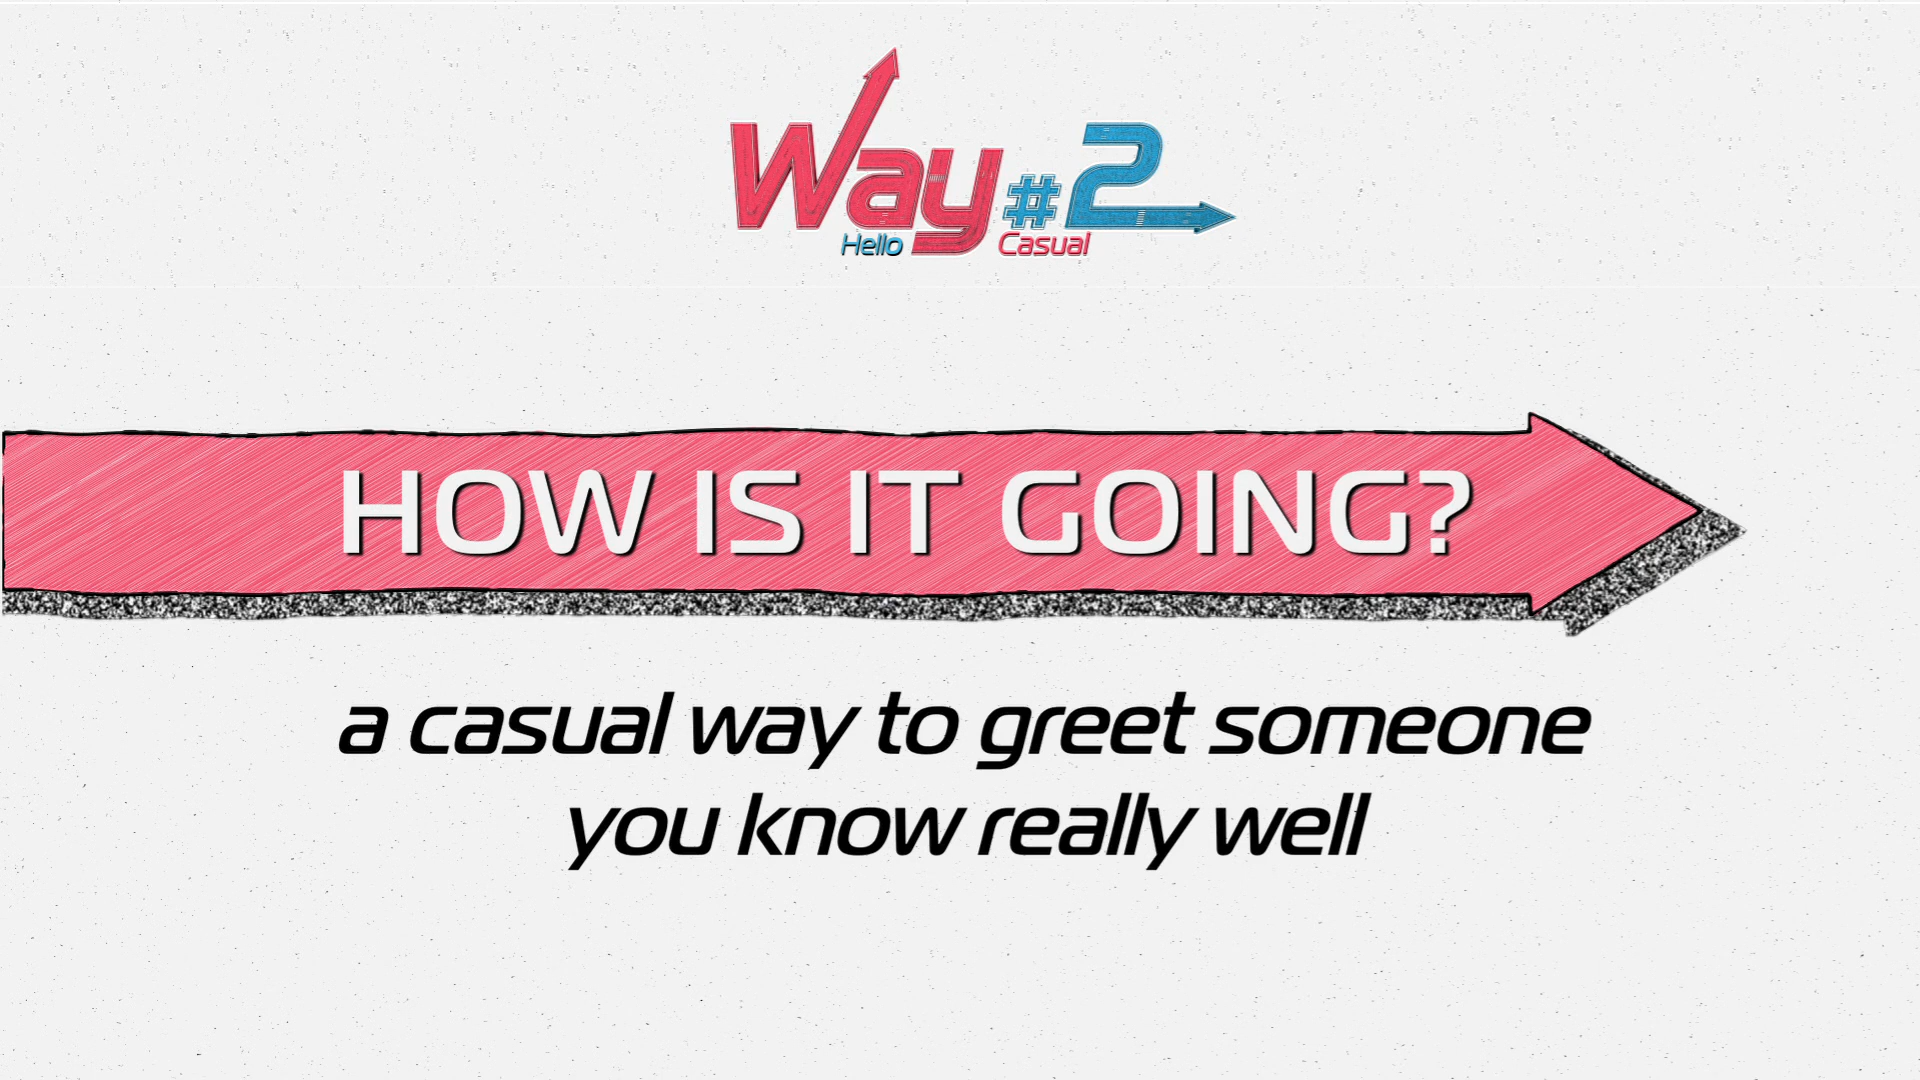 Way #2
Hello Casual
HOW IS IT GOING?
a casual way to greet someone
you know really well